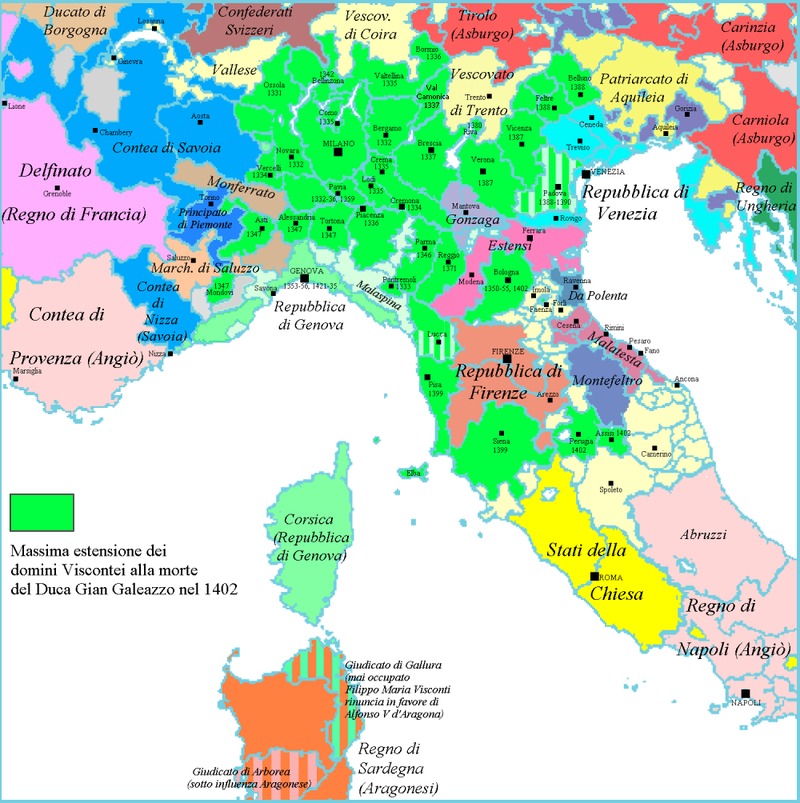 Ducato di
Borgogna
Losanna
Confederati
Svizzeri
Vescov.
di Coira
Tirolo
(Asburgo)
Carinzia
(Asburgo)
Ginevra
Vallese
Ossola
1331
1342
Bellinzona
Valtellina
1335
Bormio
1336
Val
Camonica
1337
Vescovato
di Trento
Trento
1380
Riva
Belluno
1388
Feltre
1388
Patriarcato di
Aquileia
Gorizia
Aquileia
Carniola
(Asburgo)
Lione
Chambery
Aosta
Contea di Savoia
Como
1335
Bergamo
1332
Brescia
1337
Vicenza
1387
Ceneda
Treviso
Novara
1332
MILANO
Crema
1335
Verona
1387
VENEZIA
Delfinato
(Regno di Francia)
Grenoble
Vercelli
1334
Monferrato
Lodi
1335
Pavia
1332-36, 1359
Cremona
1334
Mantova
Gonzaga
Padova
1388-1390
Rovigo
Repubblica di
Venezia
Regno di
Ungheria
Torino
Principato
di Piemonte
Asti
1347
Alessandria
1347
Tortona
1347
Piacenza
1336
Parma
1346
Reggio
1371
Ferrara
Estensi
Saluzzo
March. di Saluzzo
GENOVA
1353-56, 1421-35
Pontremoli
1333
Modena
Bologna
1350-55, 1402
Imola
Faenza
Forlì
Ravenna
Da Polenta
Contea
di
Nizza
(Savoia)
1347
Mondovì
Savona
Repubblica
di Genova
Malaspina
Cesena
Rimini
Malatesta
Pesaro
Fano
Contea di
Provenza (Angiò)
Nizza
Marsiglia
Lucca
FIRENZE
Repubblica di
Firenze
Montefeltro
Ancona
Pisa
1399
Arezzo
Siena
1399
Perugia
1402
Assisi 1402
Camerino
Elba
Spoleto
Corsica
(Repubblica
di Genova)
Stati della
Chiesa
ROMA
Abruzzi
Massima estensione dei
domini Viscontei alla morte
del Duca Gian Galeazzo nel 1402
Regno di
Napoli (Angiò)
NAPOLI
Giudicato di Gallura
(mai occupato
Filippo Maria Visconti
rinuncia in favore di
Alfonso V d'Aragona)
Regno di
Sardegna
(Aragonesi)
Giudicato di Arborea
(sotto influenza Aragonese)